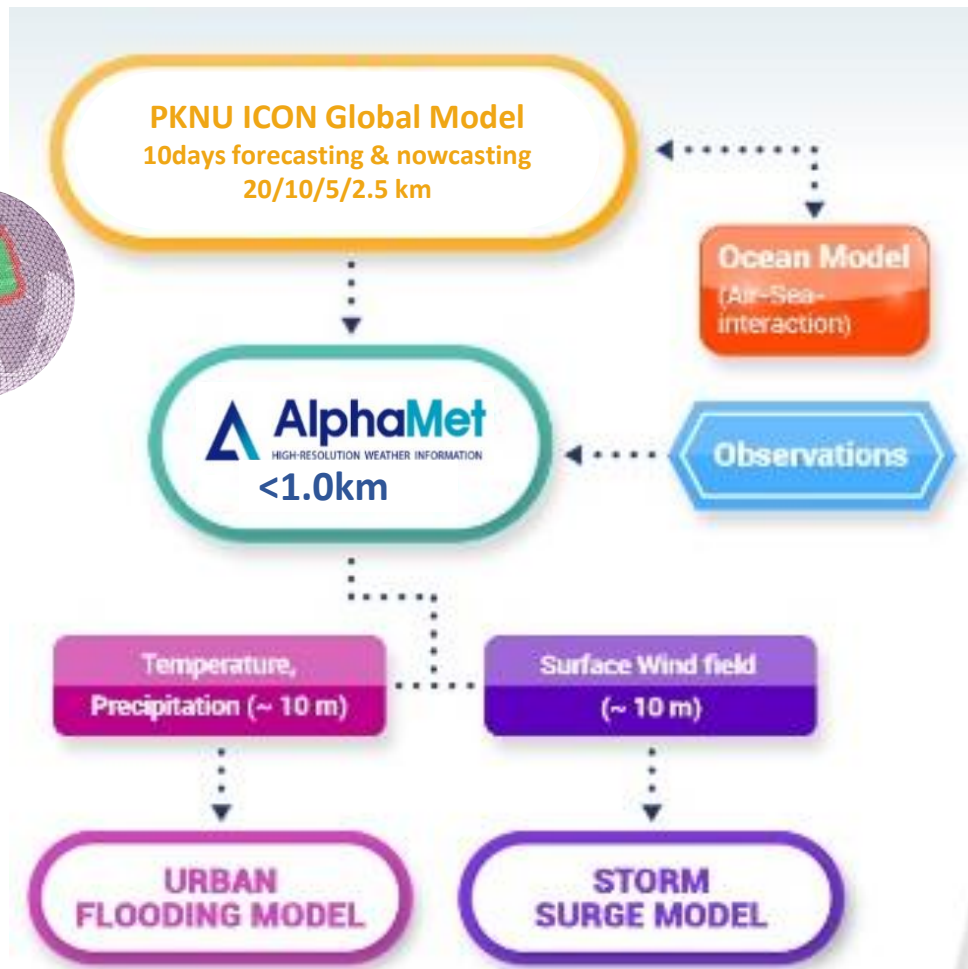 PKNU ICON Global Model
10days forecasting & nowcasting
20/10/5/2.5 km
Ocean Model
(Air-Sea-
interaction)
AlphaMet
HIGH-RESOLUTION WEATHER INFORMATION
<1.0km
Observations
Temperature,
Precipitation (~ 10 m)
Surface Wind field
(~ 10 m)
URBAN
FLOODING MODEL
STORM
SURGE MODEL